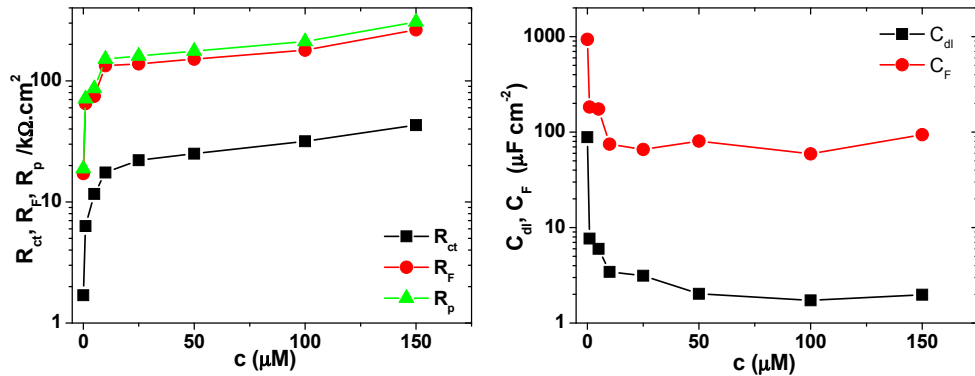 100
10
1
R_ct, R_F, R_p /kΩ.cm²
R_ct
R_F
R_p
0 50 100 150
c (μM)
1000
100
10
1
C_dl, C_F (μF cm⁻²)
C_dl
C_F
0 50 100 150
c (μM)